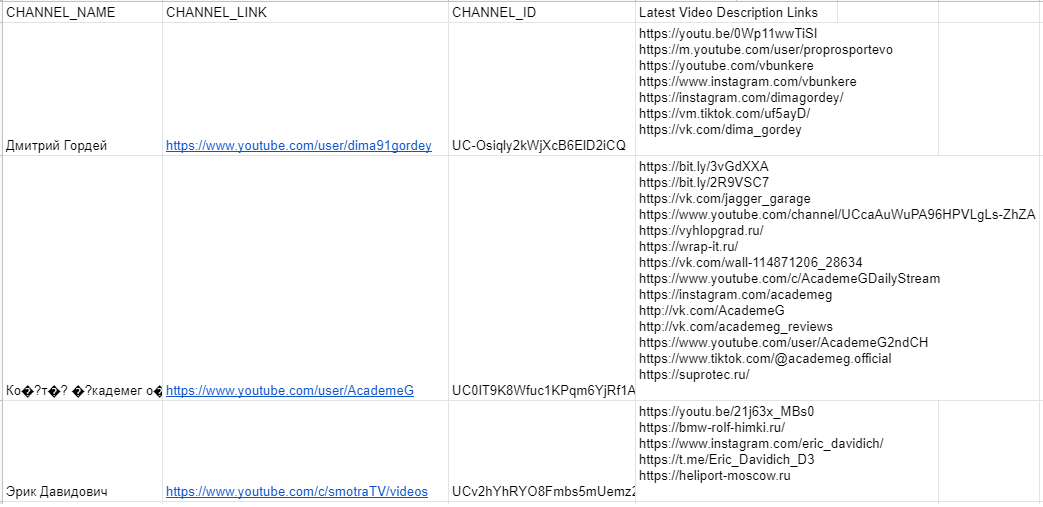 CHANNEL_NAME CHANNEL_LINK CHANNEL_ID Latest Video Description Links
https://youtu.be/0Wp11wwTiSI
https://m.youtube.com/user/proprosportevo
https://youtube.com/vbunkere
https://www.instagram.com/vbunkere
https://instagram.com/dimagordey/
https://vm.tiktok.com/uf5ayD/
https://vk.com/dima_gordey
Дмитрий Гордей https://www.youtube.com/user/dima91gordey UC-Osiqly2kWjXcB6ElD2iCQ
https://bit.ly/3vGdXXA
https://bit.ly/2R9VSC7
https://vk.com/jagger_garage
https://www.youtube.com/channel/UCcaAuWuPA96HPVLgLs-ZhZA
https://vyhlopgrad.ru/
https://wrap-it.ru/
https://vk.com/wall-114871206_28634
https://www.youtube.com/c/AcademeGDailyStream
https://instagram.com/academeg
http://vk.com/AcademeG
http://vk.com/academeg_reviews
https://www.youtube.com/user/AcademeG2ndCH
https://www.tiktok.com/@academeg.official
https://suprotec.ru/
Ко�?т�? �?кадемег о� https://www.youtube.com/user/AcademeG UC0lT9K8Wfuc1KPqm6YjRf1A
https://youtu.be/21j63x_MBs0
https://bmw-rolf-himki.ru/
https://www.instagram.com/eric_davidich/
https://t.me/Eric_Davidich_D3
https://heliport-moscow.ru
Эрик Давидович https://www.youtube.com/c/smotraTV/videos UCv2hYhRYO8Fmbs5mUemz2